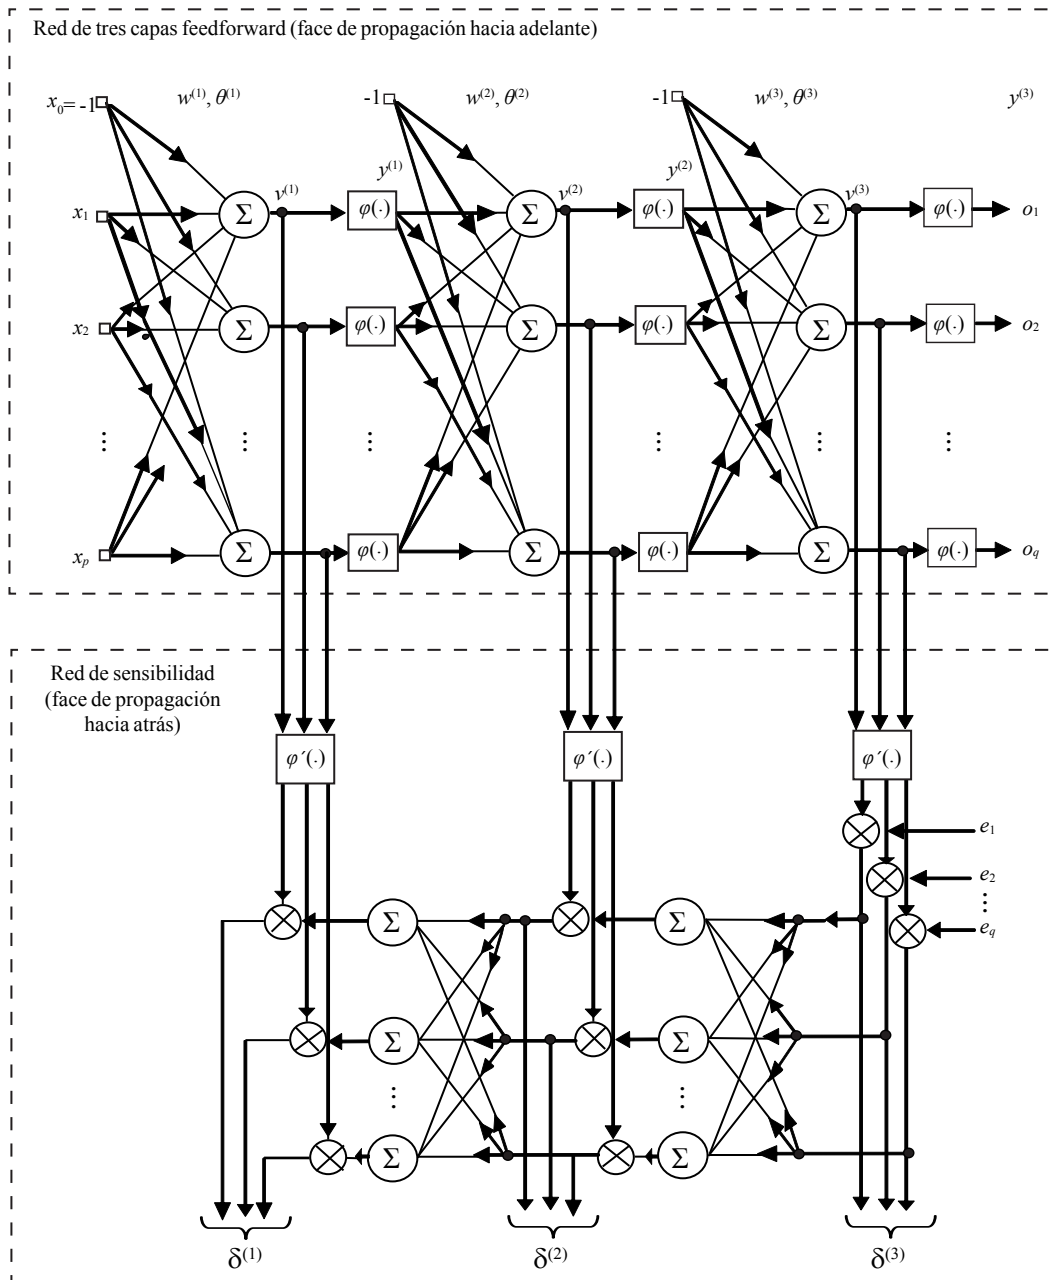 Red de tres capas feedforward (face de propagación hacia adelante)
x₀= -1 w⁽¹⁾, θ⁽¹⁾ -1 w⁽²⁾, θ⁽²⁾ -1 w⁽³⁾, θ⁽³⁾ y⁽³⁾
y⁽¹⁾ y⁽²⁾
v⁽¹⁾ v⁽²⁾ v⁽³⁾
x₁ Σ φ(.) Σ φ(.) Σ φ(.) o₁
x₂ Σ φ(.) Σ φ(.) Σ φ(.) o₂
⋮ ⋮ ⋮ ⋮ ⋮ ⋮
xₚ Σ φ(.) Σ φ(.) Σ φ(.) o_q
Red de sensibilidad
(face de propagación
hacia atrás)
φ´(.) φ´(.) φ´(.)
e₁
e₂
⋮
e_q
Σ Σ
Σ Σ
⋮ ⋮
Σ Σ
δ⁽¹⁾ δ⁽²⁾ δ⁽³⁾